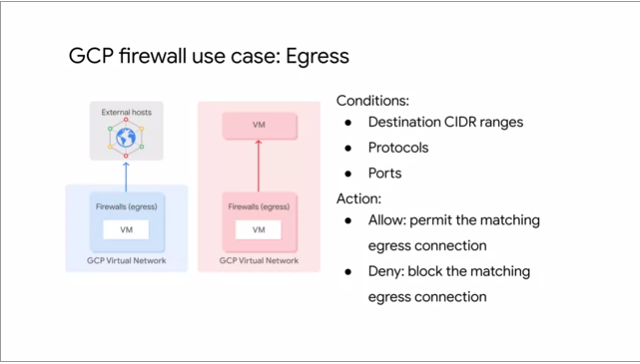 GCP firewall use case: Egress
External hosts
Firewalls (egress)
VM
GCP Virtual Network
VM
Firewalls (egress)
VM
GCP Virtual Network
Conditions:
● Destination CIDR ranges
● Protocols
● Ports
Action:
● Allow: permit the matching
egress connection
● Deny: block the matching
egress connection